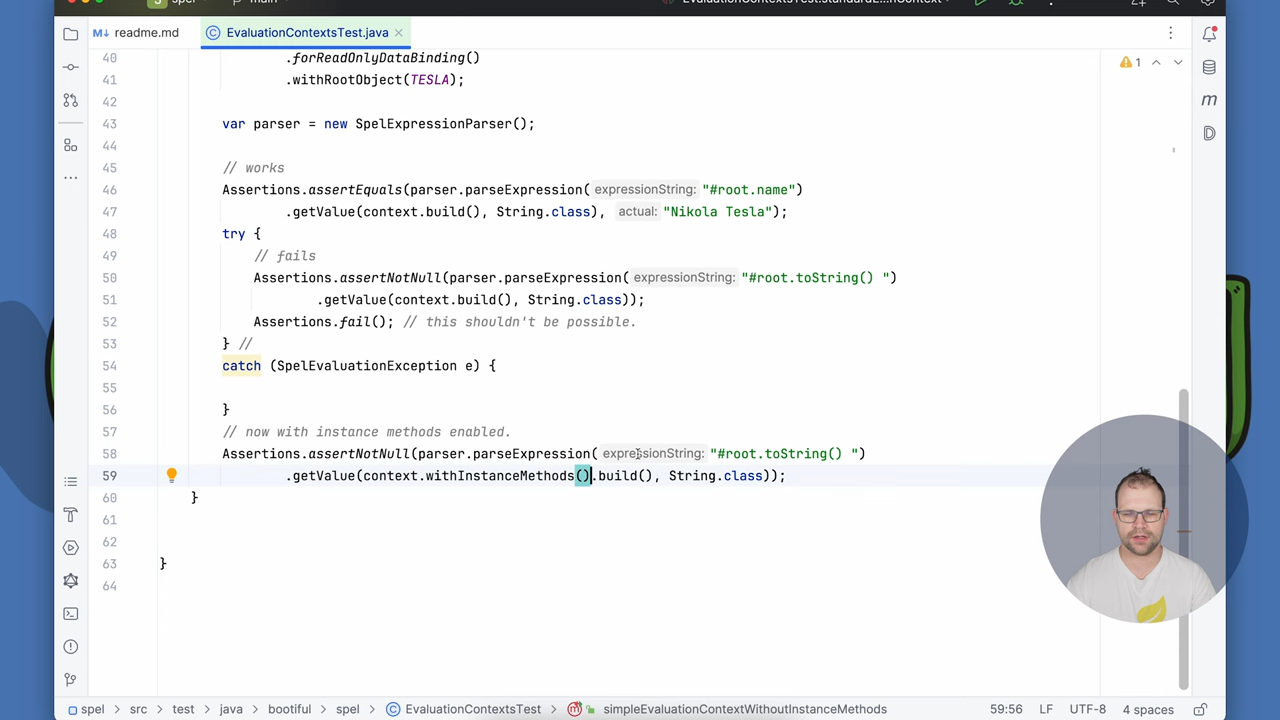 readme.md
EvaluationContextsTest.java
40 .forReadOnlyDataBinding()
41 .withRootObject(TESLA);
42
43 var parser = new SpelExpressionParser();
44
45 // works
46 Assertions.assertEquals(parser.parseExpression( expressionString: "#root.name")
47 .getValue(context.build(), String.class), actual: "Nikola Tesla");
48 try {
49 // fails
50 Assertions.assertNotNull(parser.parseExpression( expressionString: "#root.toString() ")
51 .getValue(context.build(), String.class));
52 Assertions.fail(); // this shouldn't be possible.
53 } //
54 catch (SpelEvaluationException e) {
55
56 }
57 // now with instance methods enabled.
58 Assertions.assertNotNull(parser.parseExpression( expressionString: "#root.toString() ")
59 .getValue(context.withInstanceMethods().build(), String.class));
60 }
61
62
63 }
64
1
spel › src › test › java › bootiful › spel › EvaluationContextsTest › simpleEvaluationContextWithoutInstanceMethods 59:56 LF UTF-8 4 spaces